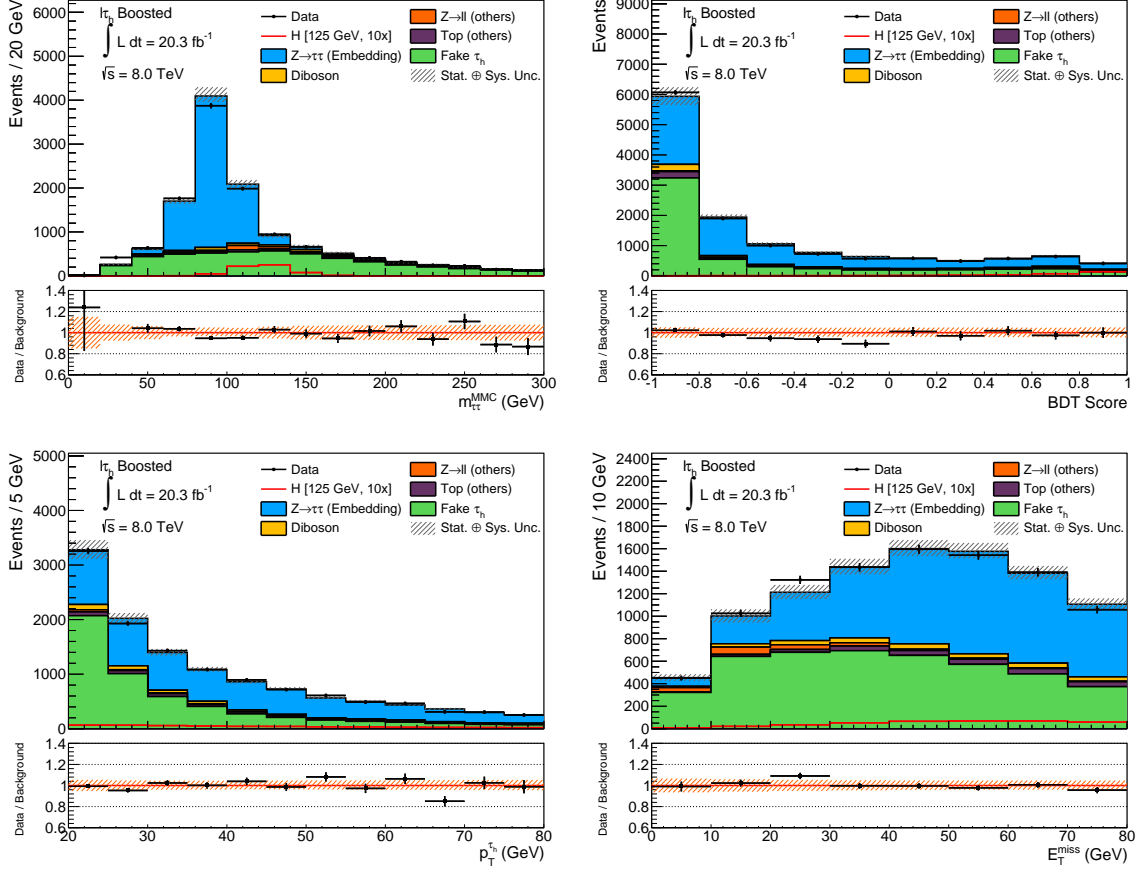 Events / 20 GeV
6000
4000
2000
0
lτh Boosted
∫ L dt = 20.3 fb-1
√s = 8.0 TeV
Data
H [125 GeV, 10x]
Z→ττ (Embedding)
Diboson
Z→ll (others)
Top (others)
Fake τh
Stat. ⊕ Sys. Unc.
Data / Background
1.4
1.2
1
0.8
0.6
0 50 100 150 200 250 300
mττMMC (GeV)
Events
9000
8000
7000
6000
5000
4000
3000
2000
1000
0
lτh Boosted
∫ L dt = 20.3 fb-1
√s = 8.0 TeV
Data
H [125 GeV, 10x]
Z→ττ (Embedding)
Diboson
Z→ll (others)
Top (others)
Fake τh
Stat. ⊕ Sys. Unc.
Data / Background
1.4
1.2
1
0.8
0.6
-1 -0.8 -0.6 -0.4 -0.2 0 0.2 0.4 0.6 0.8 1
BDT Score
Events / 5 GeV
5000
4000
3000
2000
1000
0
lτh Boosted
∫ L dt = 20.3 fb-1
√s = 8.0 TeV
Data
H [125 GeV, 10x]
Z→ττ (Embedding)
Diboson
Z→ll (others)
Top (others)
Fake τh
Stat. ⊕ Sys. Unc.
Data / Background
1.4
1.2
1
0.8
0.6
20 30 40 50 60 70 80
pTτh (GeV)
Events / 10 GeV
2400
2200
2000
1800
1600
1400
1200
1000
800
600
400
200
0
lτh Boosted
∫ L dt = 20.3 fb-1
√s = 8.0 TeV
Data
H [125 GeV, 10x]
Z→ττ (Embedding)
Diboson
Z→ll (others)
Top (others)
Fake τh
Stat. ⊕ Sys. Unc.
Data / Background
1.4
1.2
1
0.8
0.6
0 10 20 30 40 50 60 70 80
ETmiss (GeV)